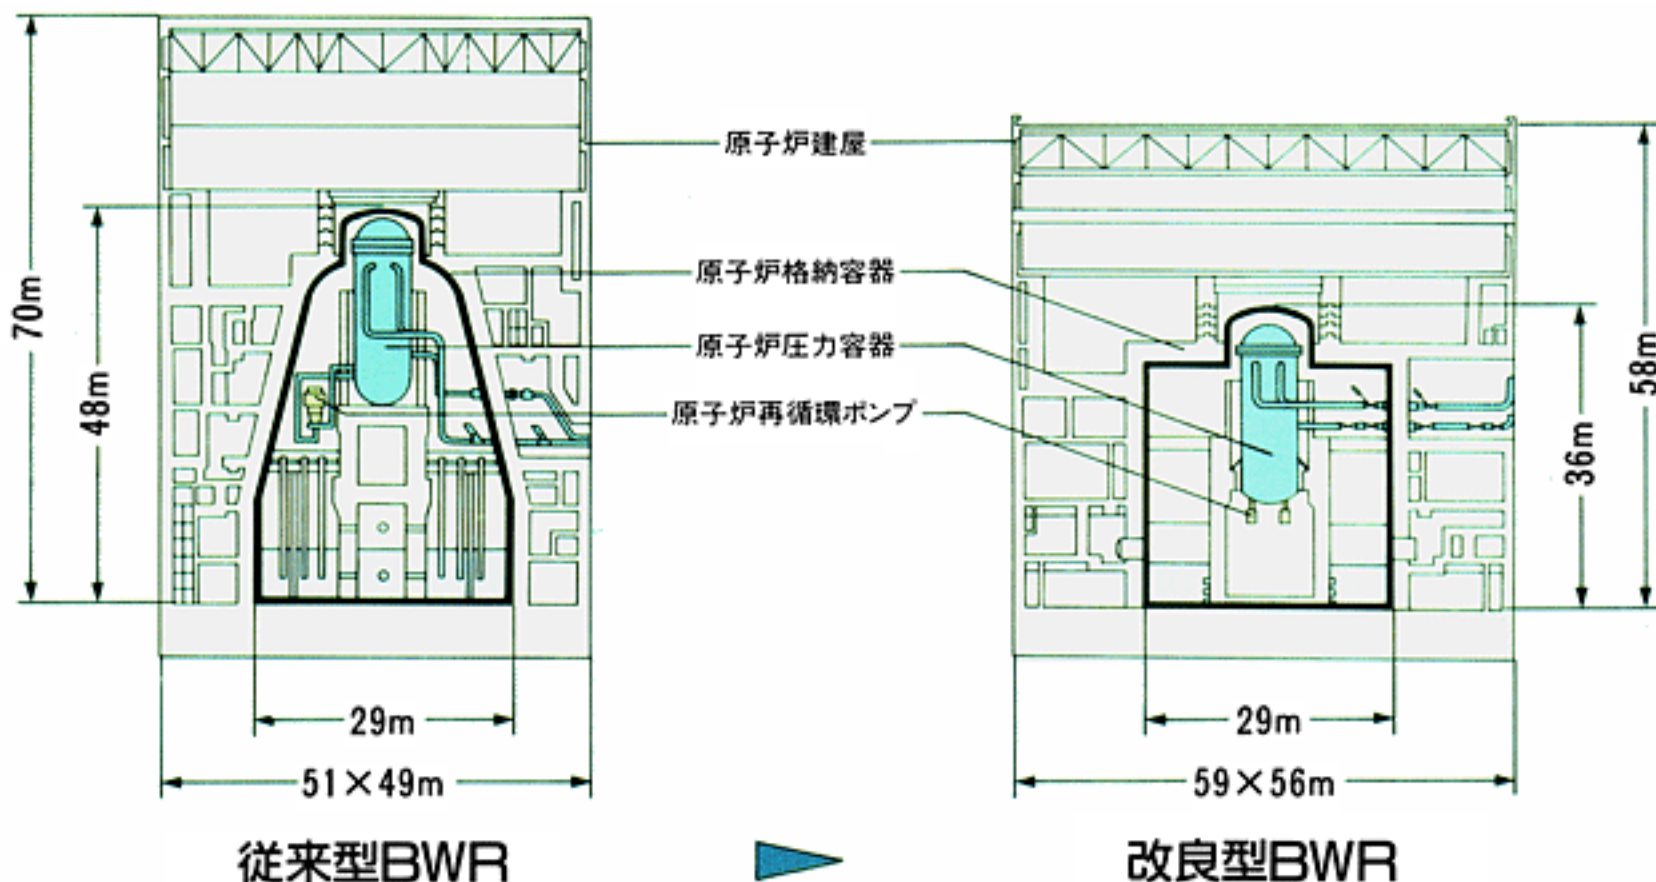 70m
48m
原子炉建屋
原子炉格納容器
原子炉圧力容器
原子炉再循環ポンプ
58m
36m
29m
51×49m
29m
59×56m
従来型BWR
改良型BWR